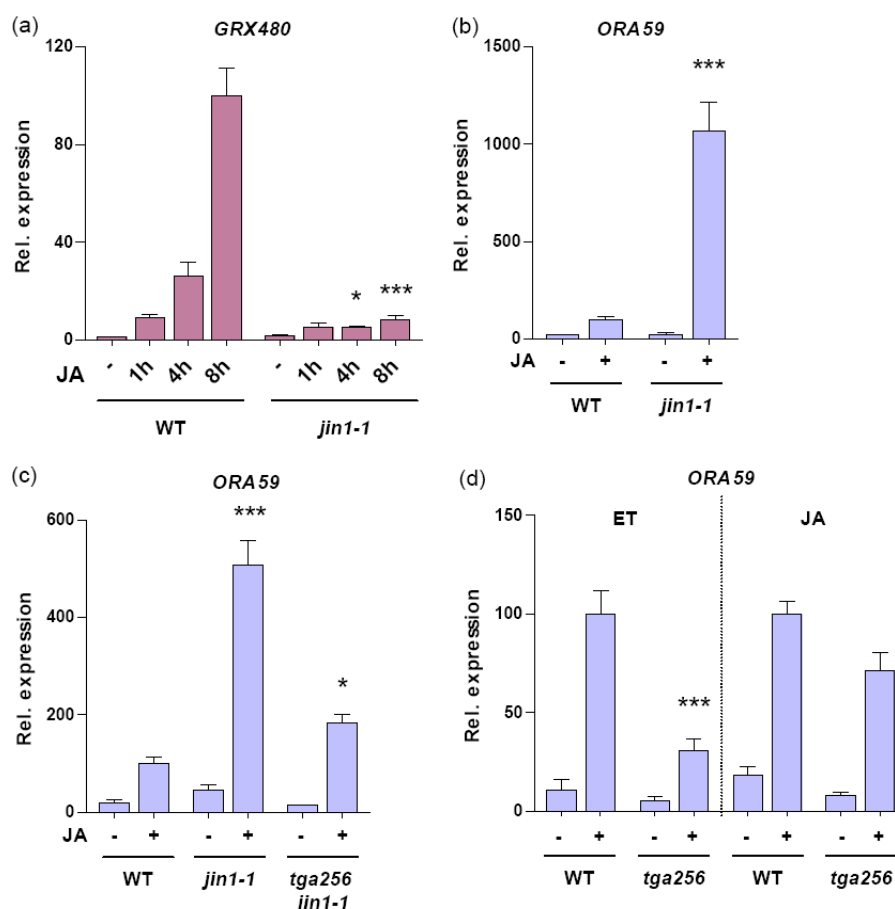 (a)
GRX480
120
80
40
0
Rel. expression
*
***
JA - 1h 4h 8h - 1h 4h 8h
WT jin1-1
(b)
ORA59
1500
1000
500
0
Rel. expression
***
JA - + - +
WT jin1-1
(c)
ORA59
600
400
200
0
Rel. expression
***
*
JA - + - + - +
WT jin1-1 tga256
jin1-1
(d)
ORA59
ET JA
150
100
50
0
Rel. expression
***
- + - + - + - +
WT tga256 WT tga256